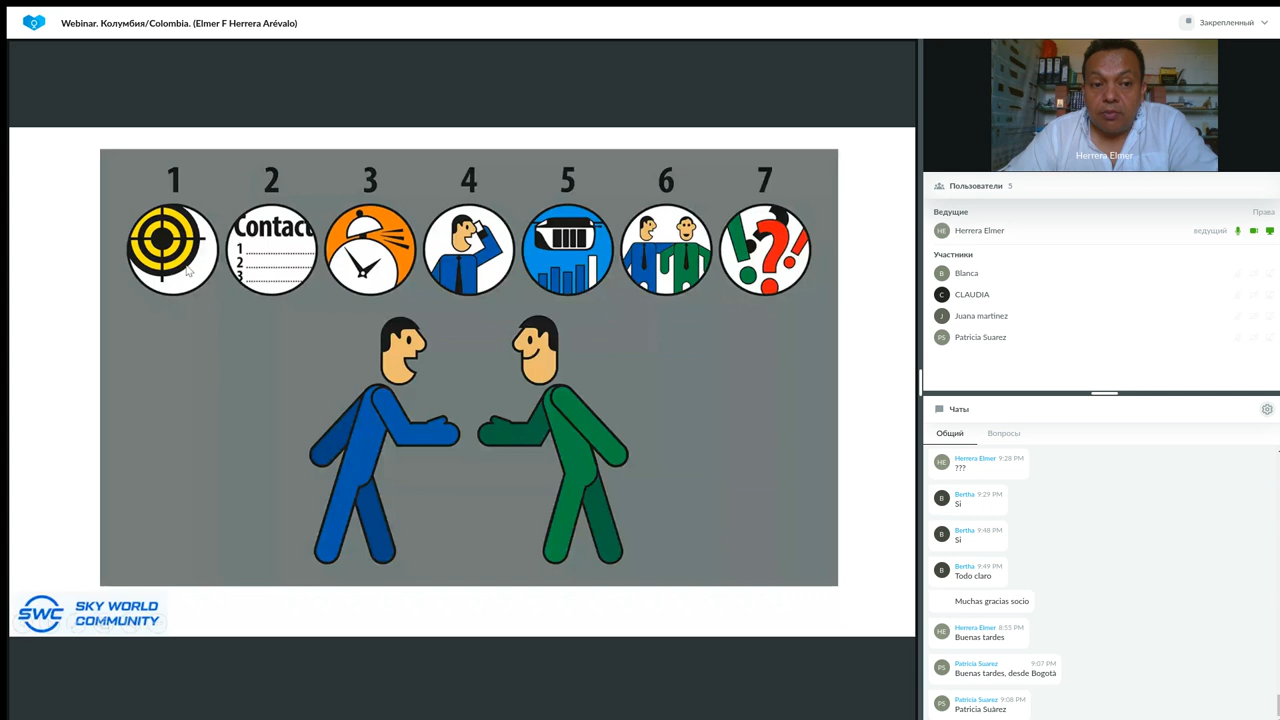 Webinar. Колумбия/Colombia. (Elmer F Herrera Arévalo)
Закрепленный
1 2 3 4 5 6 7
Contact
1
2
3
SWC SKY WORLD
COMMUNITY
Herrera Elmer
Пользователи 5
Ведущие Права
HE Herrera Elmer ведущий
Участники
B Blanca
C CLAUDIA
J Juana martinez
PS Patricia Suarez
Чаты
Общий Вопросы
HE Herrera Elmer 9:28 PM
???
B Bertha 9:29 PM
Si
B Bertha 9:48 PM
Si
B Bertha 9:49 PM
Todo claro
Muchas gracias socio
HE Herrera Elmer 8:55 PM
Buenas tardes
PS Patricia Suarez 9:07 PM
Buenas tardes, desde Bogotà
PS Patricia Suarez 9:08 PM
Patricia Suàrez